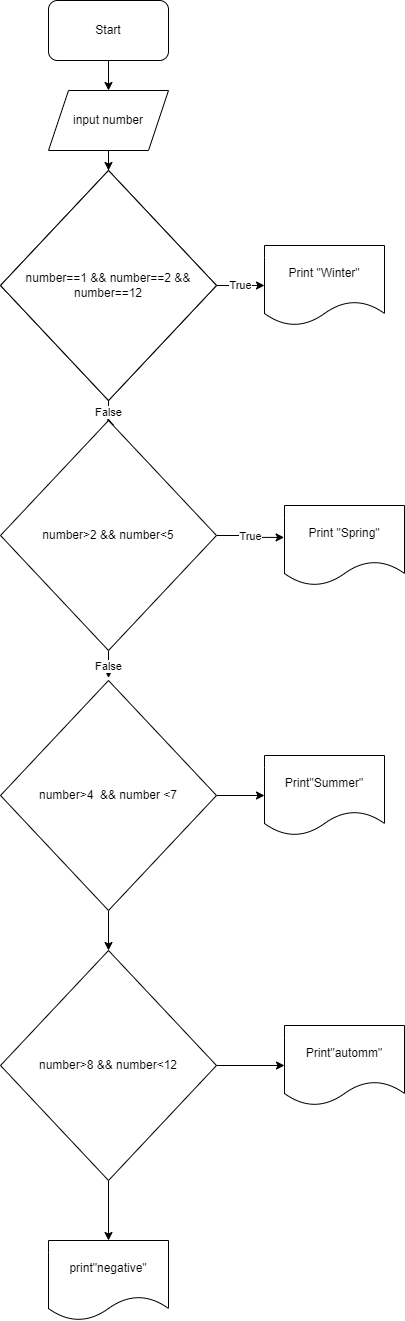 Start
input number
number==1 && number==2 &&
number==12
True
Print "Winter"
False
number>2 && number<5
True
Print "Spring"
False
number>4  && number <7
Print"Summer"
number>8 && number<12
Print"automm"
print"negative"